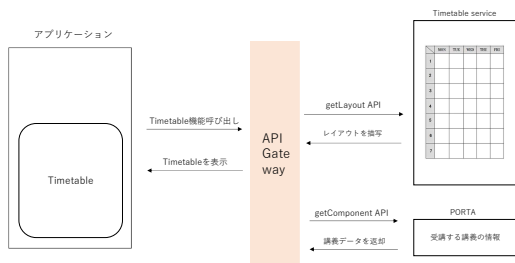 Timetable service
アプリケーション
MON TUE WED THE FRI
1
2
3
4
5
6
7
Timetable機能呼び出し
getLayout API
レイアウトを描写
API
Gate
way
Timetableを表示
Timetable
getComponent API
PORTA
講義データを返却
受講する講義の情報